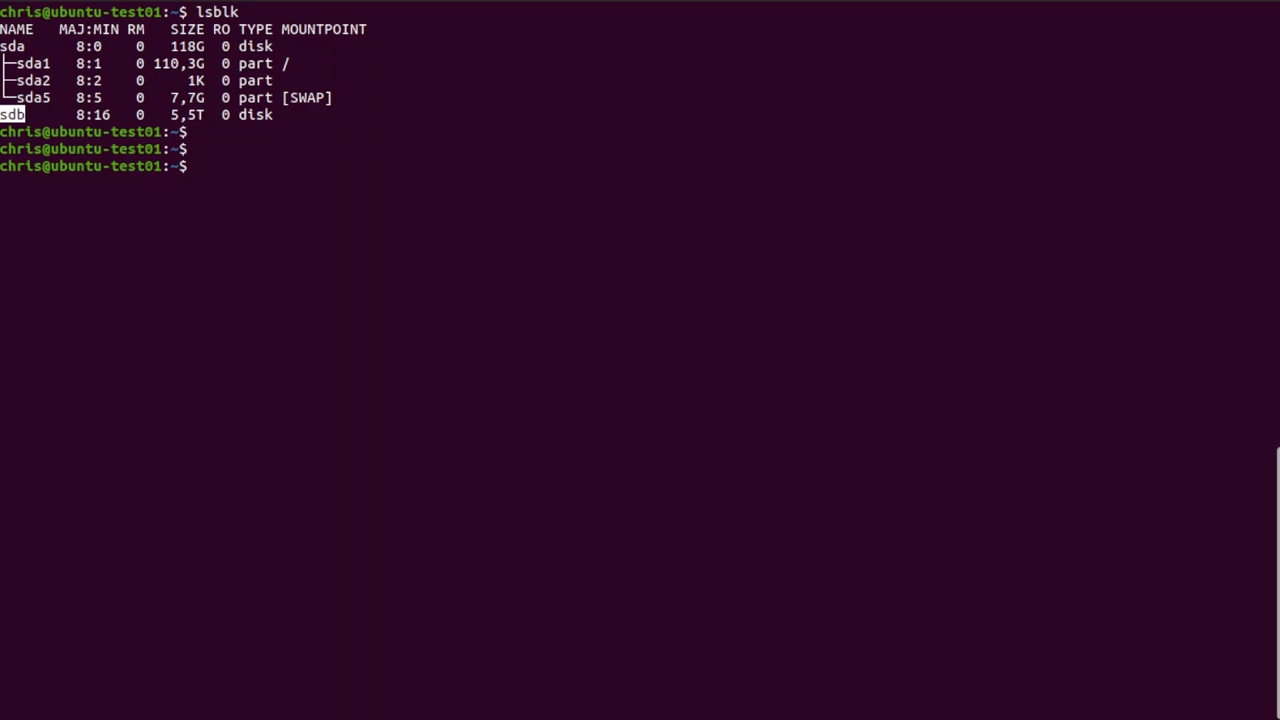 chris@ubuntu-test01:~$ lsblk
NAME   MAJ:MIN RM   SIZE RO TYPE MOUNTPOINT
sda      8:0    0   118G  0 disk
├─sda1   8:1    0 110,3G  0 part /
├─sda2   8:2    0     1K  0 part
└─sda5   8:5    0   7,7G  0 part [SWAP]
sdb      8:16   0   5,5T  0 disk
chris@ubuntu-test01:~$
chris@ubuntu-test01:~$
chris@ubuntu-test01:~$